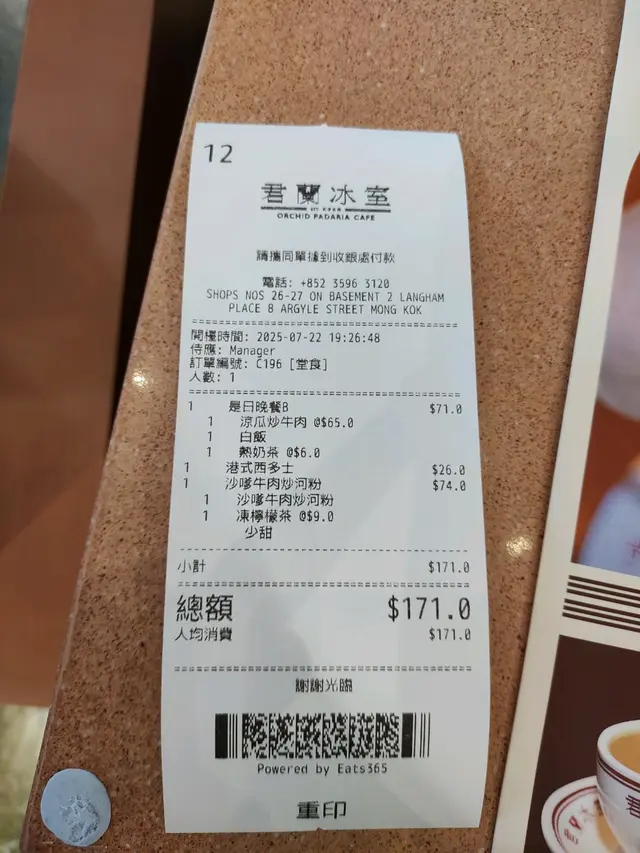 12
君蘭冰室
ORCHID PADARIA CAFE
請攜同單據到收銀處付款
電話: +852 3596 3120
SHOPS NOS 26-27 ON BASEMENT 2 LANGHAM
PLACE 8 ARGYLE STREET MONG KOK
開檯時間: 2025-07-22 19:26:48
侍應: Manager
訂單編號: C196 [堂食]
人數: 1
1 是日晚餐B $71.0
1 涼瓜炒牛肉 @$65.0
1 白飯
1 熱奶茶 @$6.0
1 港式西多士 $26.0
1 沙嗲牛肉炒河粉 $74.0
1 沙嗲牛肉炒河粉
1 凍檸檬茶 @$9.0
少甜
小計 $171.0
總額 $171.0
人均消費 $171.0
謝謝光臨
Powered by Eats365
重印
君